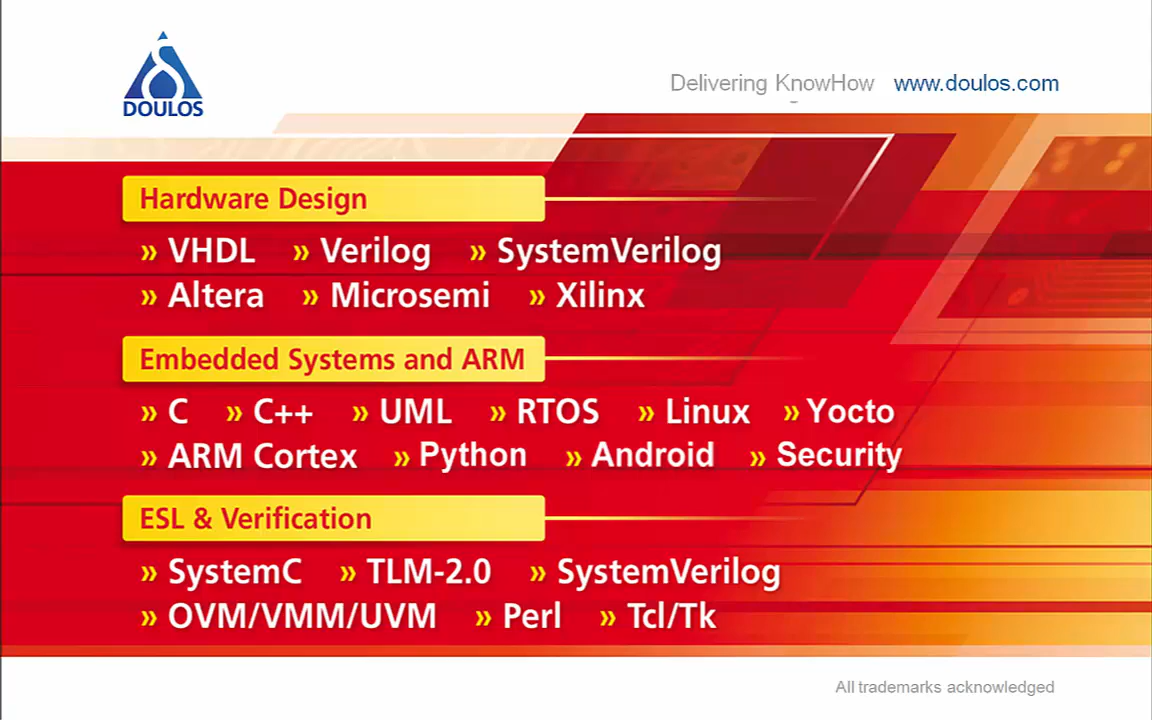 DOULOS
Delivering KnowHow www.doulos.com
Hardware Design
» VHDL » Verilog » SystemVerilog
» Altera » Microsemi » Xilinx
Embedded Systems and ARM
» C » C++ » UML » RTOS » Linux » Yocto
» ARM Cortex » Python » Android » Security
ESL & Verification
» SystemC » TLM-2.0 » SystemVerilog
» OVM/VMM/UVM » Perl » Tcl/Tk
All trademarks acknowledged